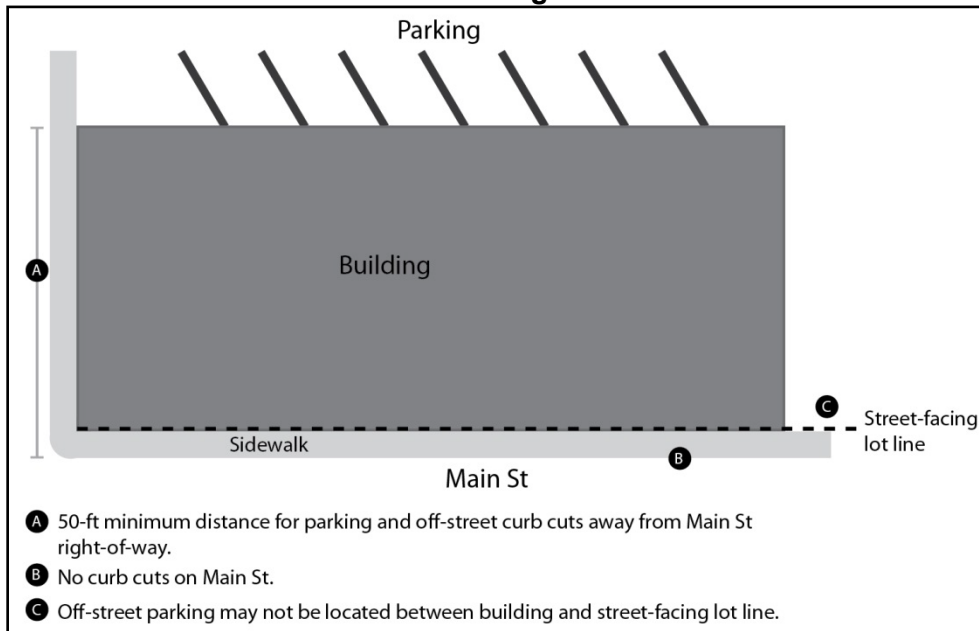 Parking
Building
A
C
Street-facing
lot line
Sidewalk
B
Main St
A 50-ft minimum distance for parking and off-street curb cuts away from Main St
right-of-way.
B No curb cuts on Main St.
C Off-street parking may not be located between building and street-facing lot line.